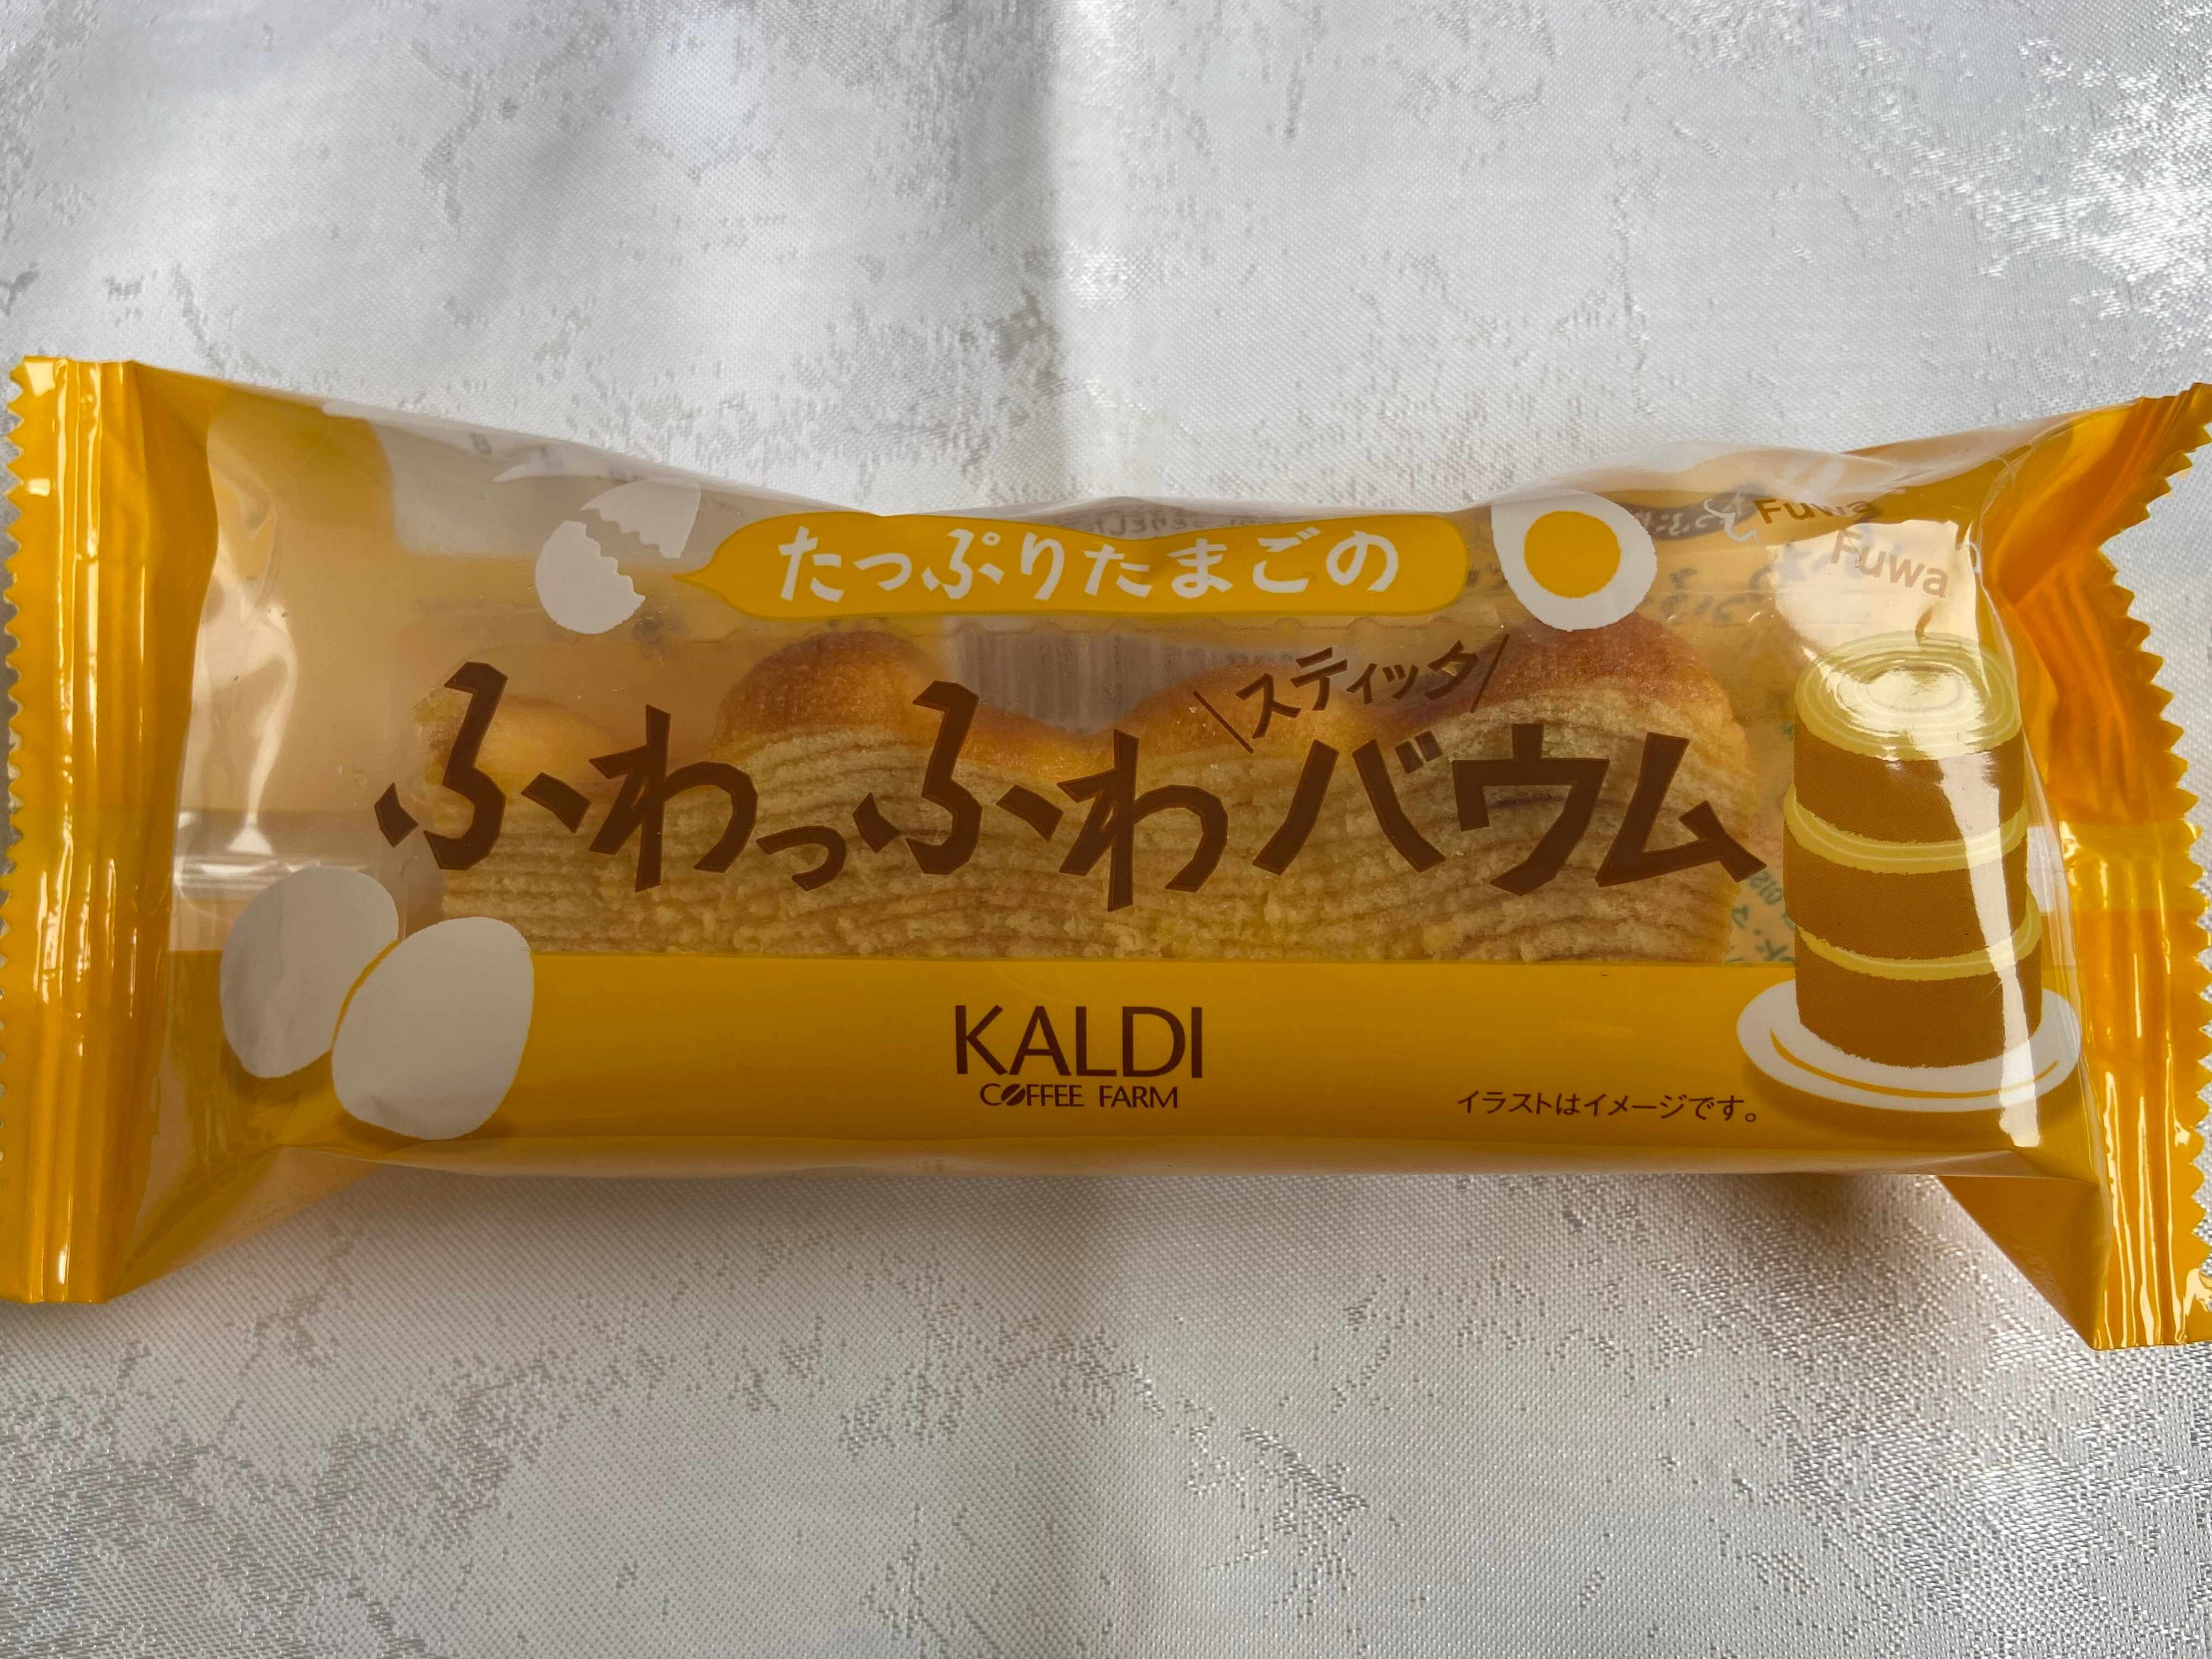 たっぷりたまごの
Fuwa
Fuwa
\スティック/
ふわっふわバウム
KALDI
COFFEE FARM
イラストはイメージです。